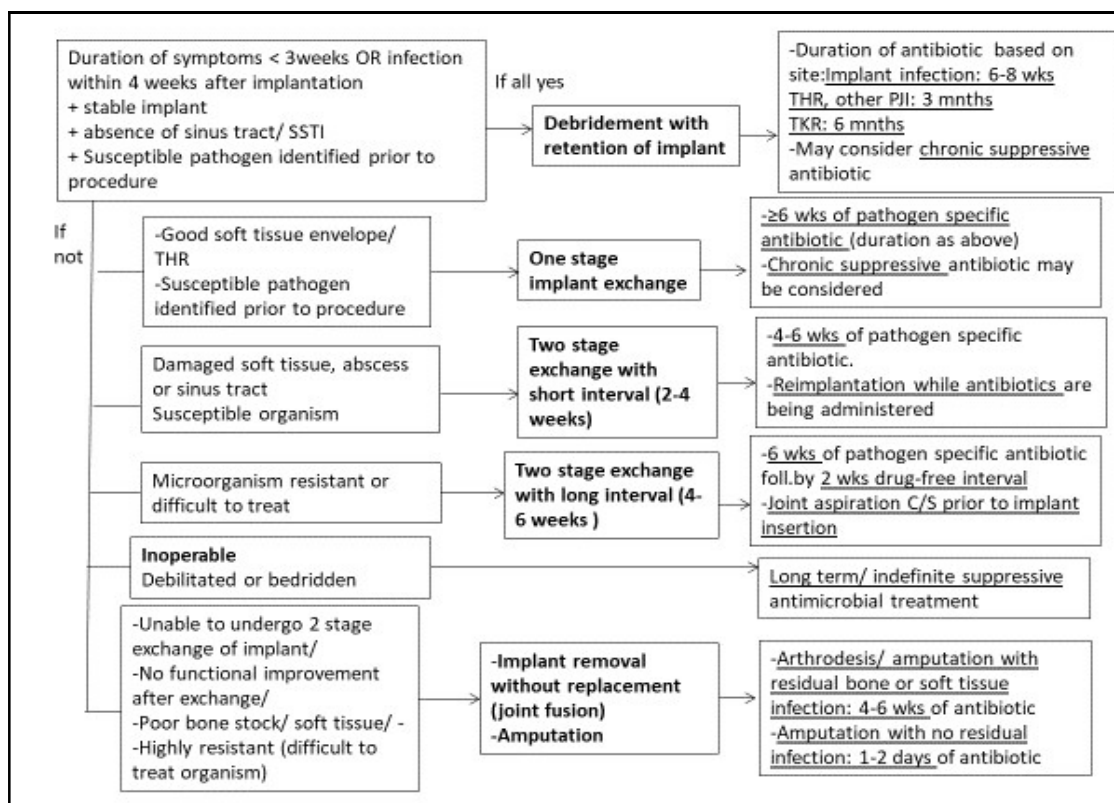 Duration of symptoms < 3weeks OR infection
within 4 weeks after implantation
+ stable implant
+ absence of sinus tract/ SSTI
+ Susceptible pathogen identified prior to
procedure
If all yes
Debridement with
retention of implant
-Duration of antibiotic based on
site:Implant infection: 6-8 wks
THR, other PJI: 3 mnths
TKR: 6 mnths
-May consider chronic suppressive
antibiotic
If
not
-Good soft tissue envelope/
THR
-Susceptible pathogen
identified prior to procedure
One stage
implant exchange
-≥6 wks of pathogen specific
antibiotic (duration as above)
-Chronic suppressive antibiotic may
be considered
Damaged soft tissue, abscess
or sinus tract
Susceptible organism
Two stage
exchange with
short interval (2-4
weeks)
-4-6 wks of pathogen specific
antibiotic.
-Reimplantation while antibiotics are
being administered
Microorganism resistant or
difficult to treat
Two stage exchange
with long interval (4-
6 weeks )
-6 wks of pathogen specific antibiotic
foll.by 2 wks drug-free interval
-Joint aspiration C/S prior to implant
insertion
Inoperable
Debilitated or bedridden
Long term/ indefinite suppressive
antimicrobial treatment
-Unable to undergo 2 stage
exchange of implant/
-No functional improvement
after exchange/
-Poor bone stock/ soft tissue/ -
-Highly resistant (difficult to
treat organism)
-Implant removal
without replacement
(joint fusion)
-Amputation
-Arthrodesis/ amputation with
residual bone or soft tissue
infection: 4-6 wks of antibiotic
-Amputation with no residual
infection: 1-2 days of antibiotic